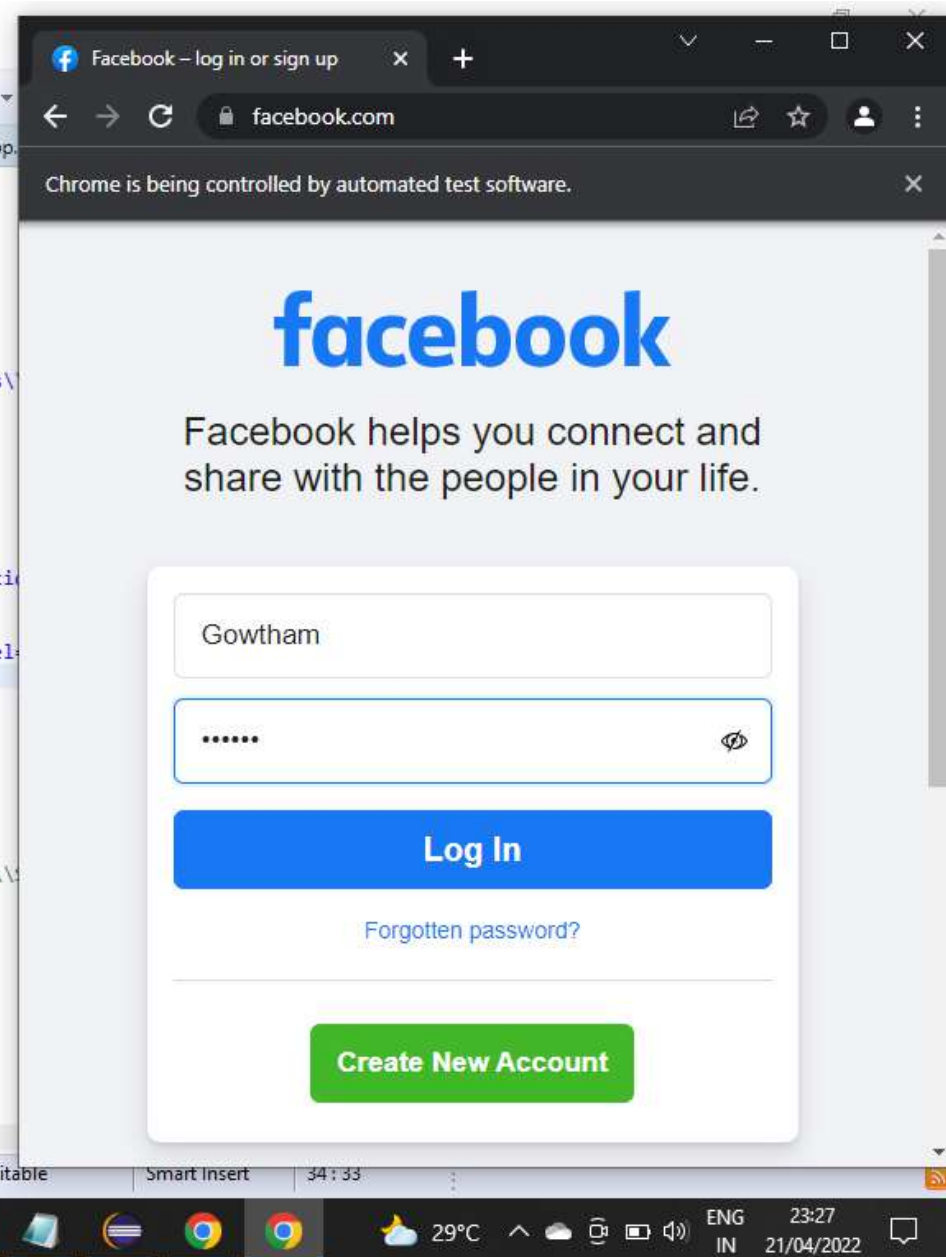 Facebook – log in or sign up
facebook.com
Chrome is being controlled by automated test software.
facebook
Facebook helps you connect and
share with the people in your life.
Gowtham
••••••
Log In
Forgotten password?
Create New Account
Smart Insert
34 : 33
29°C
ENG
IN
23:27
21/04/2022